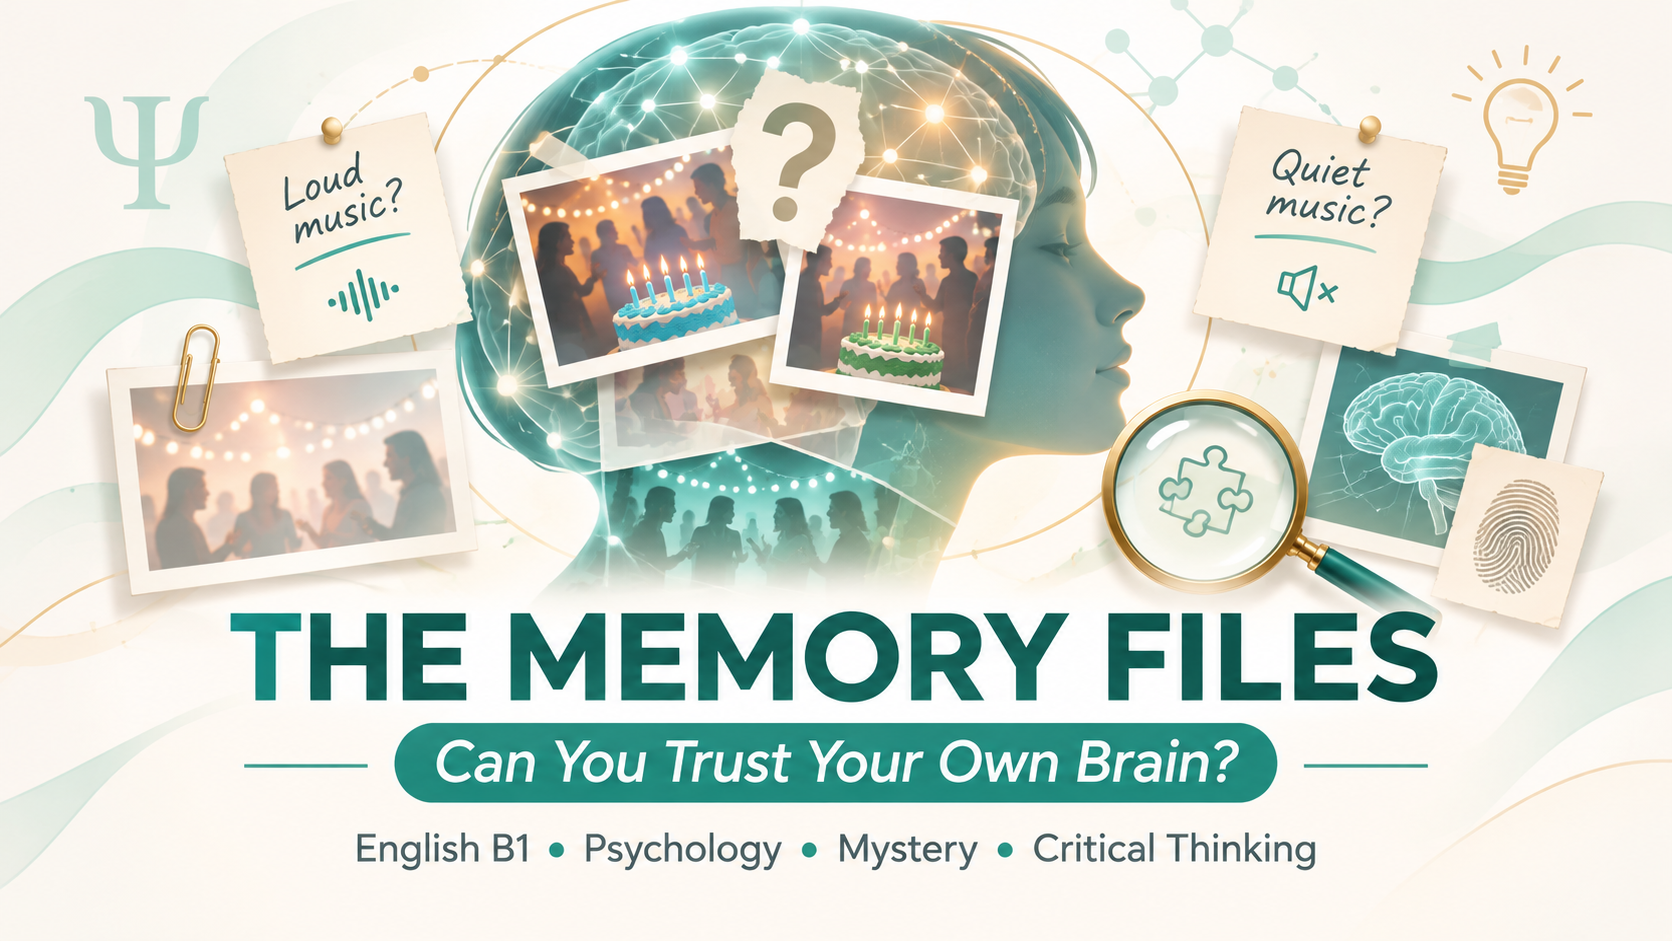 Ψ
Loud
music?
?
Quiet
music?
THE MEMORY FILES
Can You Trust Your Own Brain?
English B1 • Psychology • Mystery • Critical Thinking